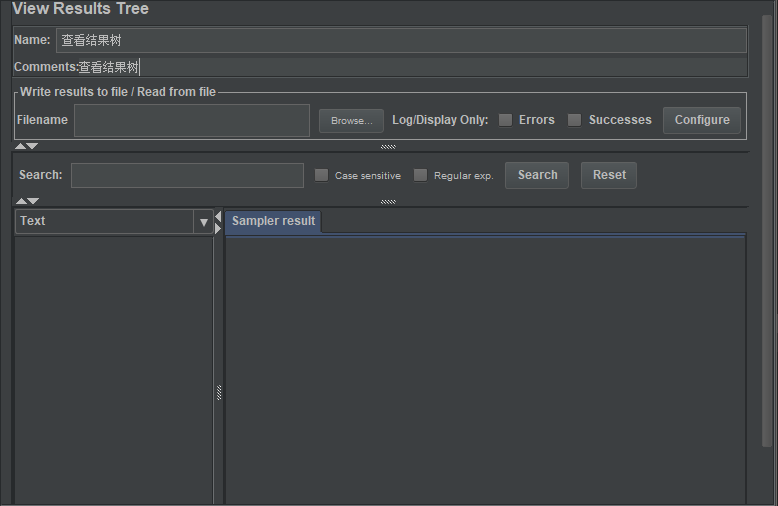 View Results Tree
Name: 查看结果树
Comments:查看结果树
Write results to file / Read from file
Filename Browse... Log/Display Only: Errors Successes Configure
Search: Case sensitive Regular exp. Search Reset
Text Sampler result